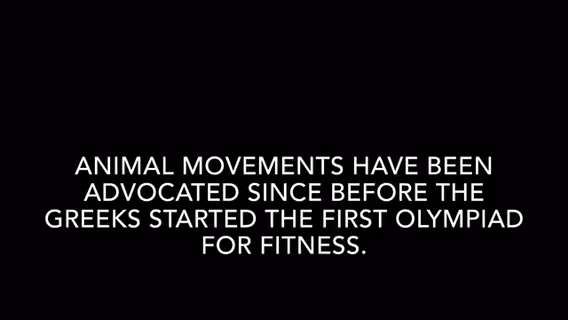 ANIMAL MOVEMENTS HAVE BEEN
ADVOCATED SINCE BEFORE THE
GREEKS STARTED THE FIRST OLYMPIAD
FOR FITNESS.